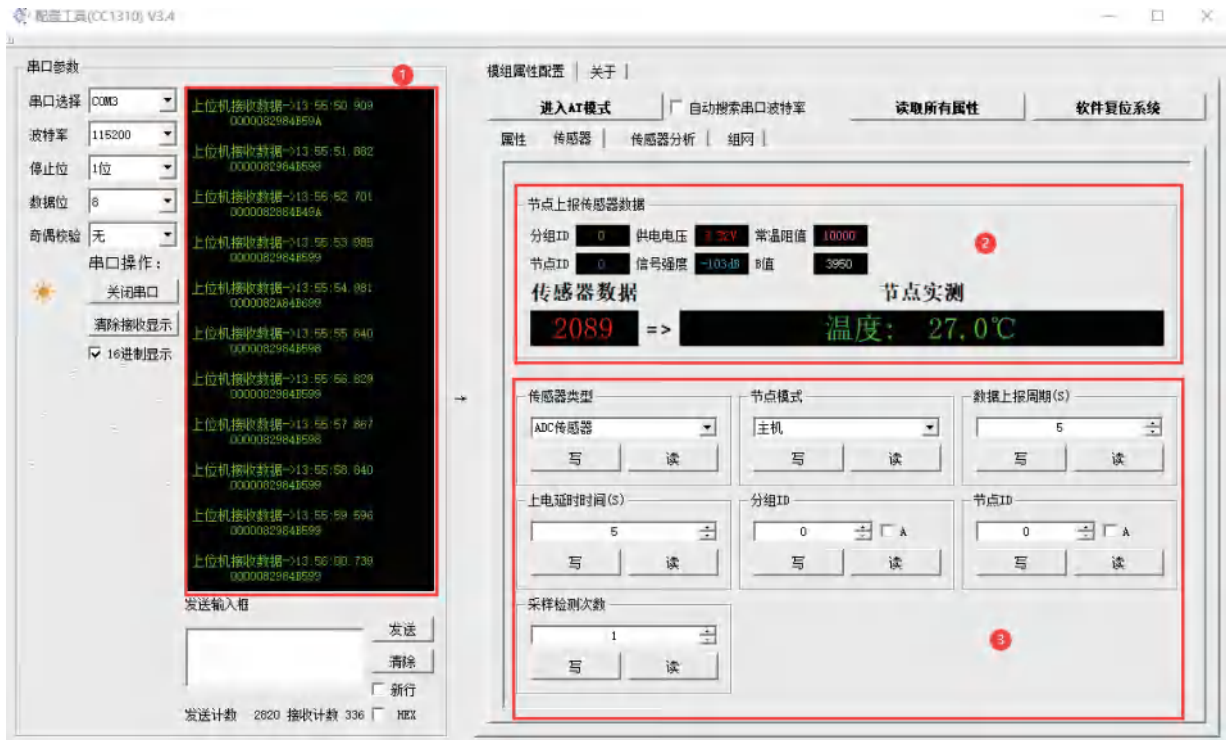 配置工具(CC1310) V3.4
串口参数
串口选择 COM3
波特率 115200
停止位 1位
数据位 8
奇偶校验 无
串口操作：
关闭串口
清除接收显示
16进制显示
1
上位机接收数据->13:55:50 909
0000082984B59A
上位机接收数据->13:55:51 882
0000082984B599
上位机接收数据->13:55:52 701
0000082884B49A
上位机接收数据->13:55:53 985
0000082984B599
上位机接收数据->13:55:54 981
0000082A84B699
上位机接收数据->13:55:55 840
0000082984B598
上位机接收数据->13:55:56 829
0000082984B599
上位机接收数据->13:55:57 867
0000082984B598
上位机接收数据->13:55:58 840
0000082984B599
上位机接收数据->13:55:59 596
0000082984B599
上位机接收数据->13:56:00 739
0000082984B599
发送输入框
发送
清除
新行
发送计数 2820 接收计数 336 HEX
模组属性配置 关于
进入AT模式 自动搜索串口波特率 读取所有属性 软件复位系统
属性 传感器 传感器分析 组网
节点上报传感器数据
分组ID 0 供电电压 常温阻值 10000
2
节点ID 0 信号强度 -103dB B值 3950
传感器数据 节点实测
2089 => 温度： 27.0℃
传感器类型 节点模式 数据上报周期(S)
ADC传感器 主机 5
写 读 写 读 写 读
上电延时时间(S) 分组ID 节点ID
5 0 A 0 A
写 读 写 读 写 读
采样检测次数
1
写 读
3